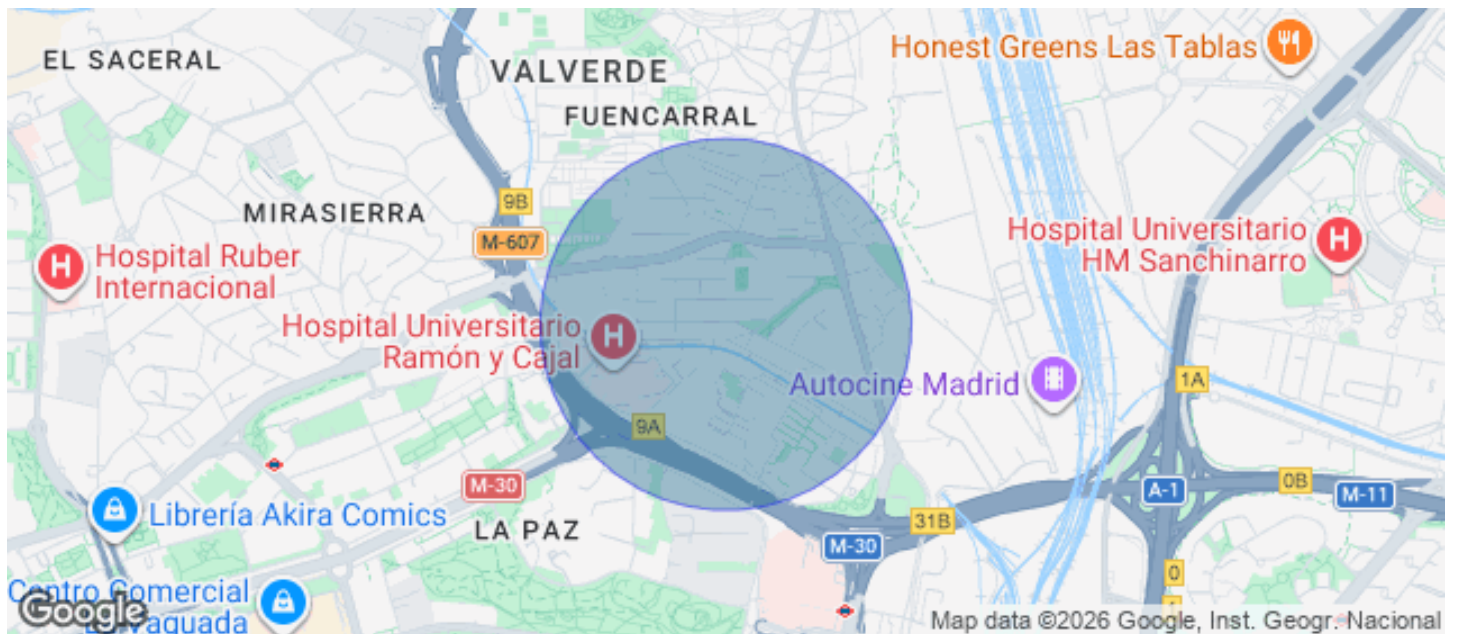 EL SACERAL
VALVERDE
Honest Greens Las Tablas
FUENCARRAL
9B
MIRASIERRA
M-607
Hospital Ruber
Internacional
Hospital Universitario
HM Sanchinarro
H
H
Hospital Universitario
Ramón y Cajal
H
Autocine Madrid
1A
9A
M-30
0B
A-1
M-11
Librería Akira Comics
LA PAZ
31B
M-30
0
Centro Comercial
Google
Map data ©2026 Google, Inst. Geogr. Nacional